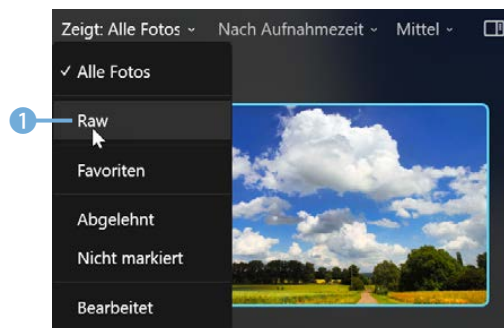 Zeigt: Alle Fotos Nach Aufnahmezeit Mittel
Alle Fotos
1 Raw
Favoriten
Abgelehnt
Nicht markiert
Bearbeitet